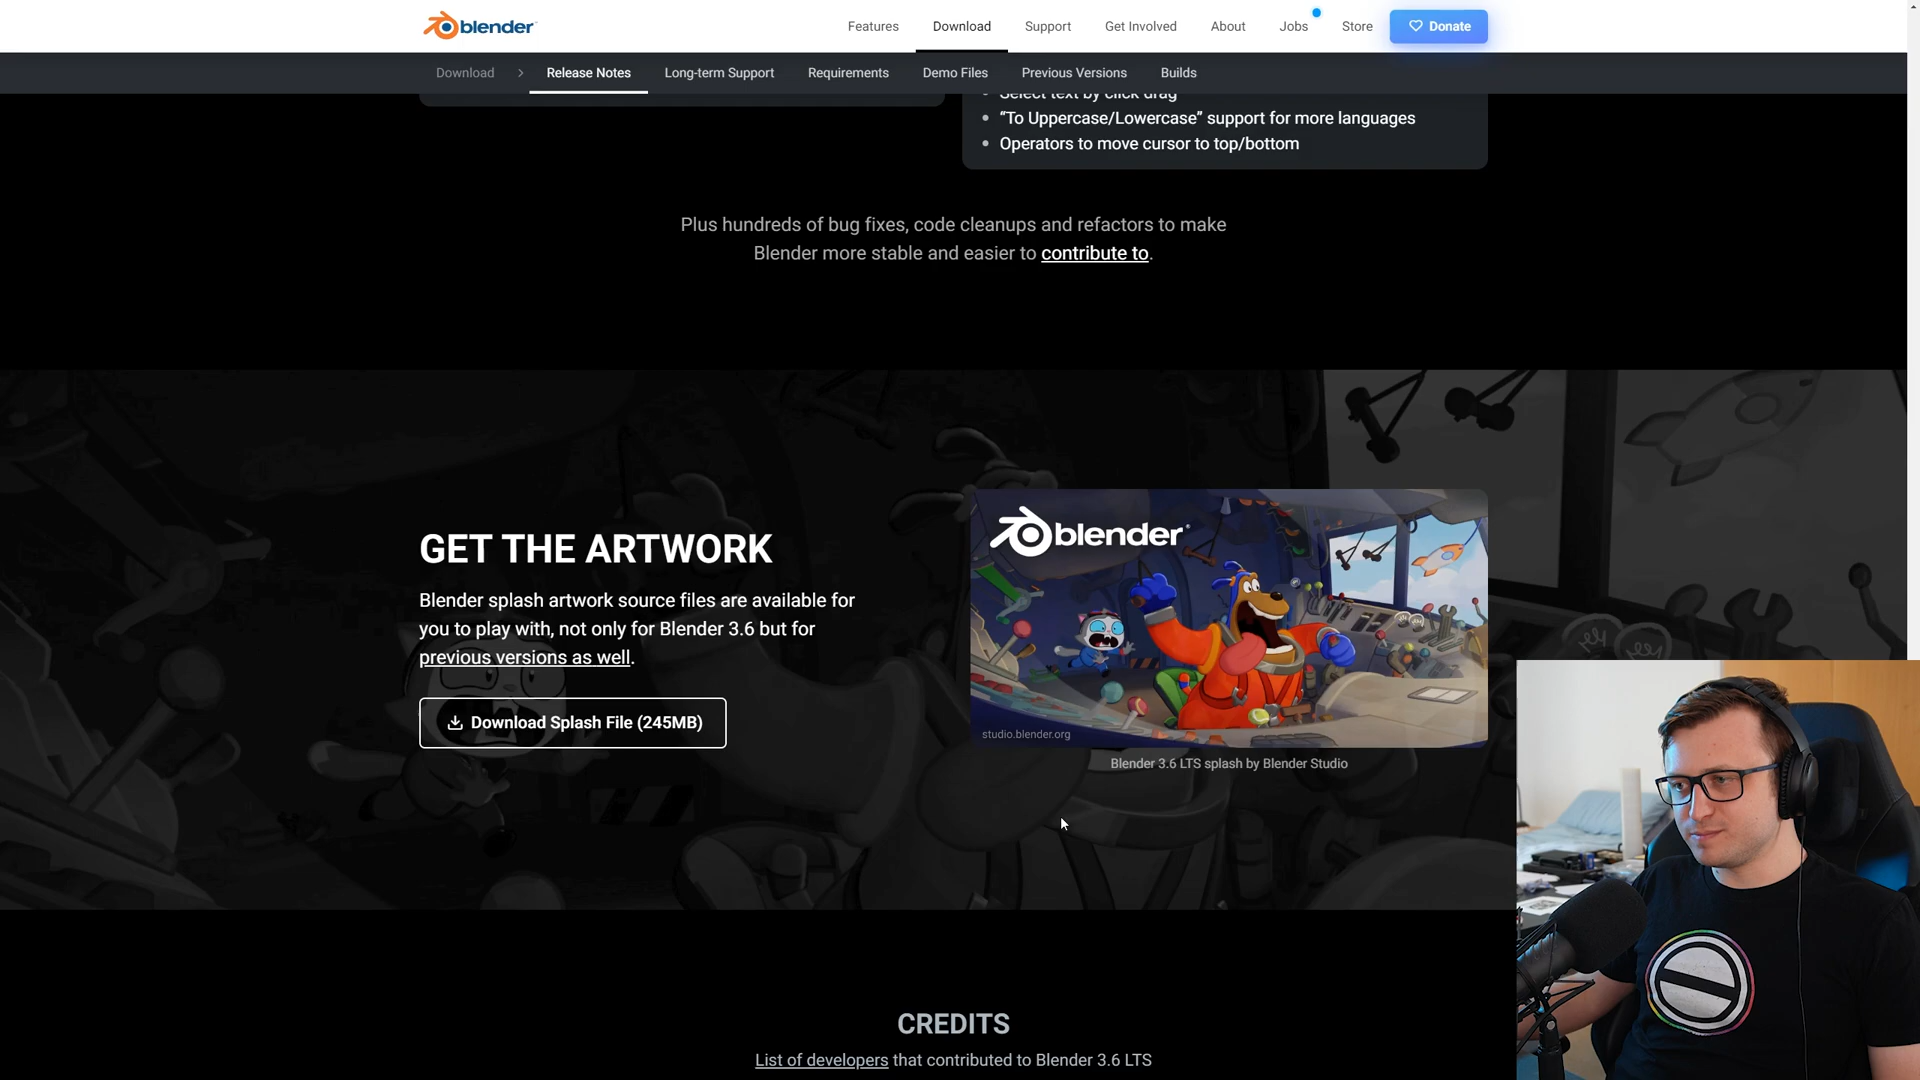 blender
Features
Download
Support
Get Involved
About
Jobs
Store
Donate
Download
Release Notes
Long-term Support
Requirements
Demo Files
Previous Versions
Builds
Select text by click drag
“To Uppercase/Lowercase” support for more languages
Operators to move cursor to top/bottom
Plus hundreds of bug fixes, code cleanups and refactors to make
Blender more stable and easier to contribute to.
GET THE ARTWORK
Blender splash artwork source files are available for
you to play with, not only for Blender 3.6 but for
previous versions as well.
Download Splash File (245MB)
blender
studio.blender.org
Blender 3.6 LTS splash by Blender Studio
CREDITS
List of developers that contributed to Blender 3.6 LTS